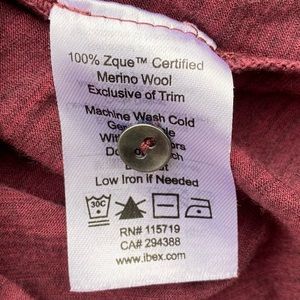 100% Zque™ Certified
Merino Wool
Exclusive of Trim
Machine Wash Cold
Low Iron if Needed
30C
RN# 115719
CA# 294388
www.ibex.com